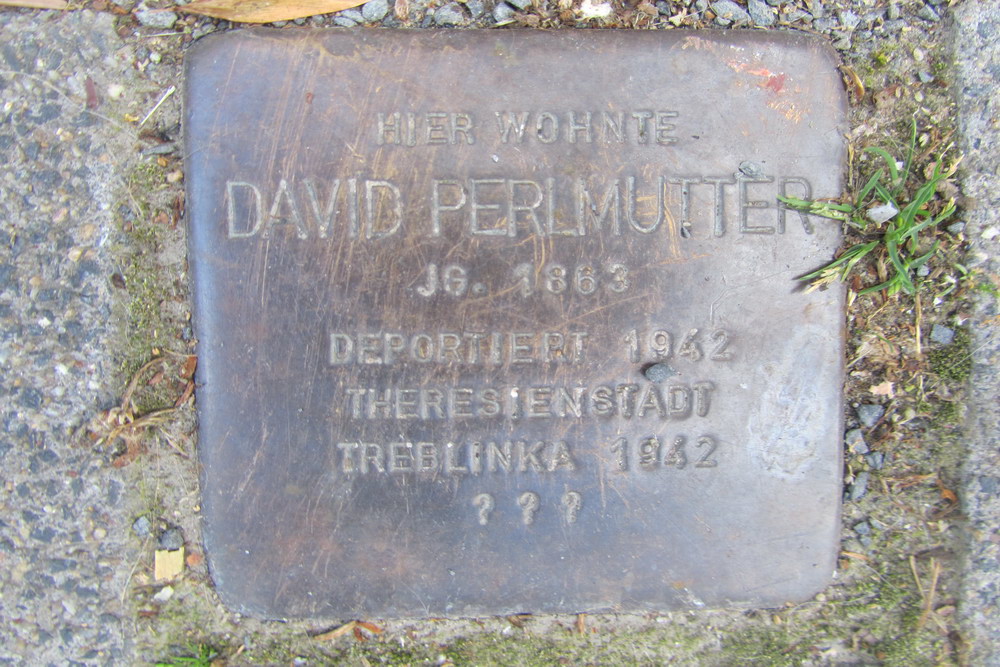 HIER WOHNTE
DAVID PERLMUTTER
JG. 1863
DEPORTIERT 1942
THERESIENSTADT
TREBLINKA 1942
? ? ?